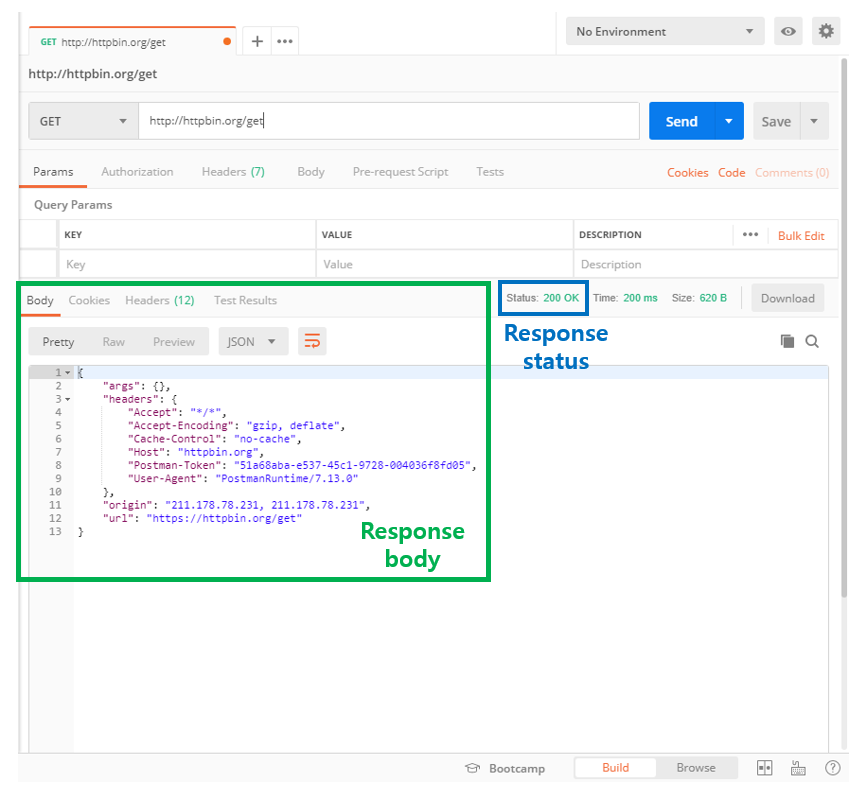 GET http://httpbin.org/get
No Environment
http://httpbin.org/get
GET http://httpbin.org/get Send Save
Params Authorization Headers (7) Body Pre-request Script Tests Cookies Code Comments (0)
Query Params
KEY VALUE DESCRIPTION ••• Bulk Edit
Key Value Description
Body Cookies Headers (12) Test Results Status: 200 OK Time: 200 ms Size: 620 B Download
Response
status
Pretty Raw Preview JSON
1 {
2 "args": {},
3 "headers": {
4 "Accept": "*/*",
5 "Accept-Encoding": "gzip, deflate",
6 "Cache-Control": "no-cache",
7 "Host": "httpbin.org",
8 "Postman-Token": "51a68aba-e537-45c1-9728-004036f8fd05",
9 "User-Agent": "PostmanRuntime/7.13.0"
10 },
11 "origin": "211.178.78.231, 211.178.78.231",
12 "url": "https://httpbin.org/get"
13 }
Response
body
Bootcamp Build Browse